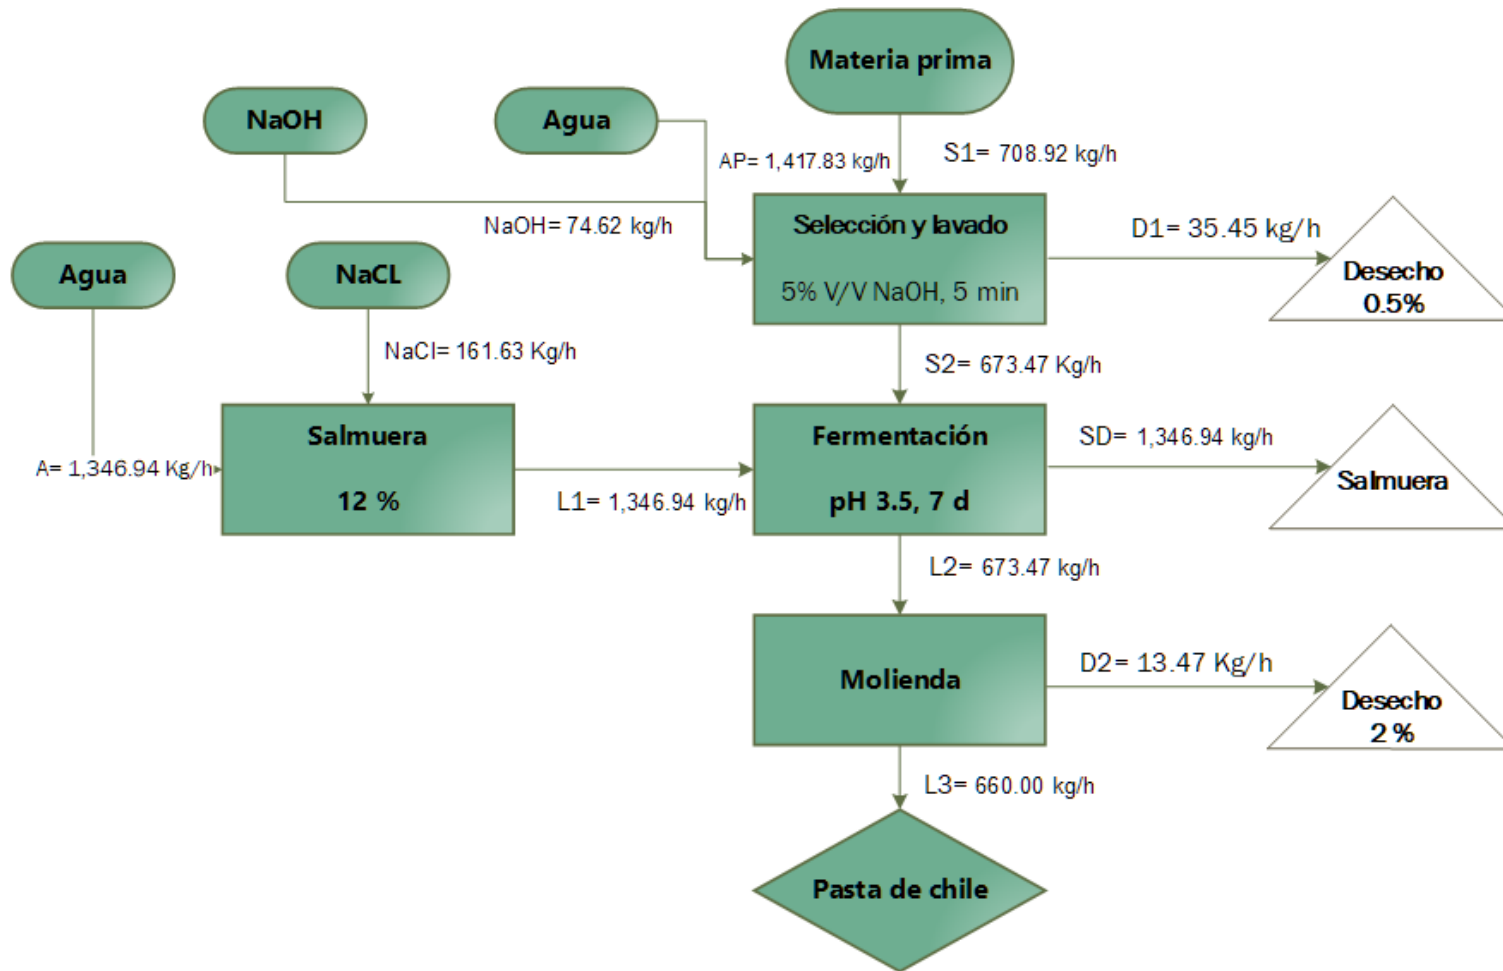 Materia prima
NaOH
Agua
AP= 1,417.83 kg/h
S1= 708.92 kg/h
NaOH= 74.62 kg/h
Selección y lavado
5% V/V NaOH, 5 min
D1= 35.45 kg/h
Desecho
0.5%
Agua
NaCL
NaCl= 161.63 Kg/h
S2= 673.47 Kg/h
A= 1,346.94 Kg/h
Salmuera
12 %
L1= 1,346.94 kg/h
Fermentación
pH 3.5, 7 d
SD= 1,346.94 kg/h
Salmuera
L2= 673.47 kg/h
Molienda
D2= 13.47 Kg/h
Desecho
2 %
L3= 660.00 kg/h
Pasta de chile